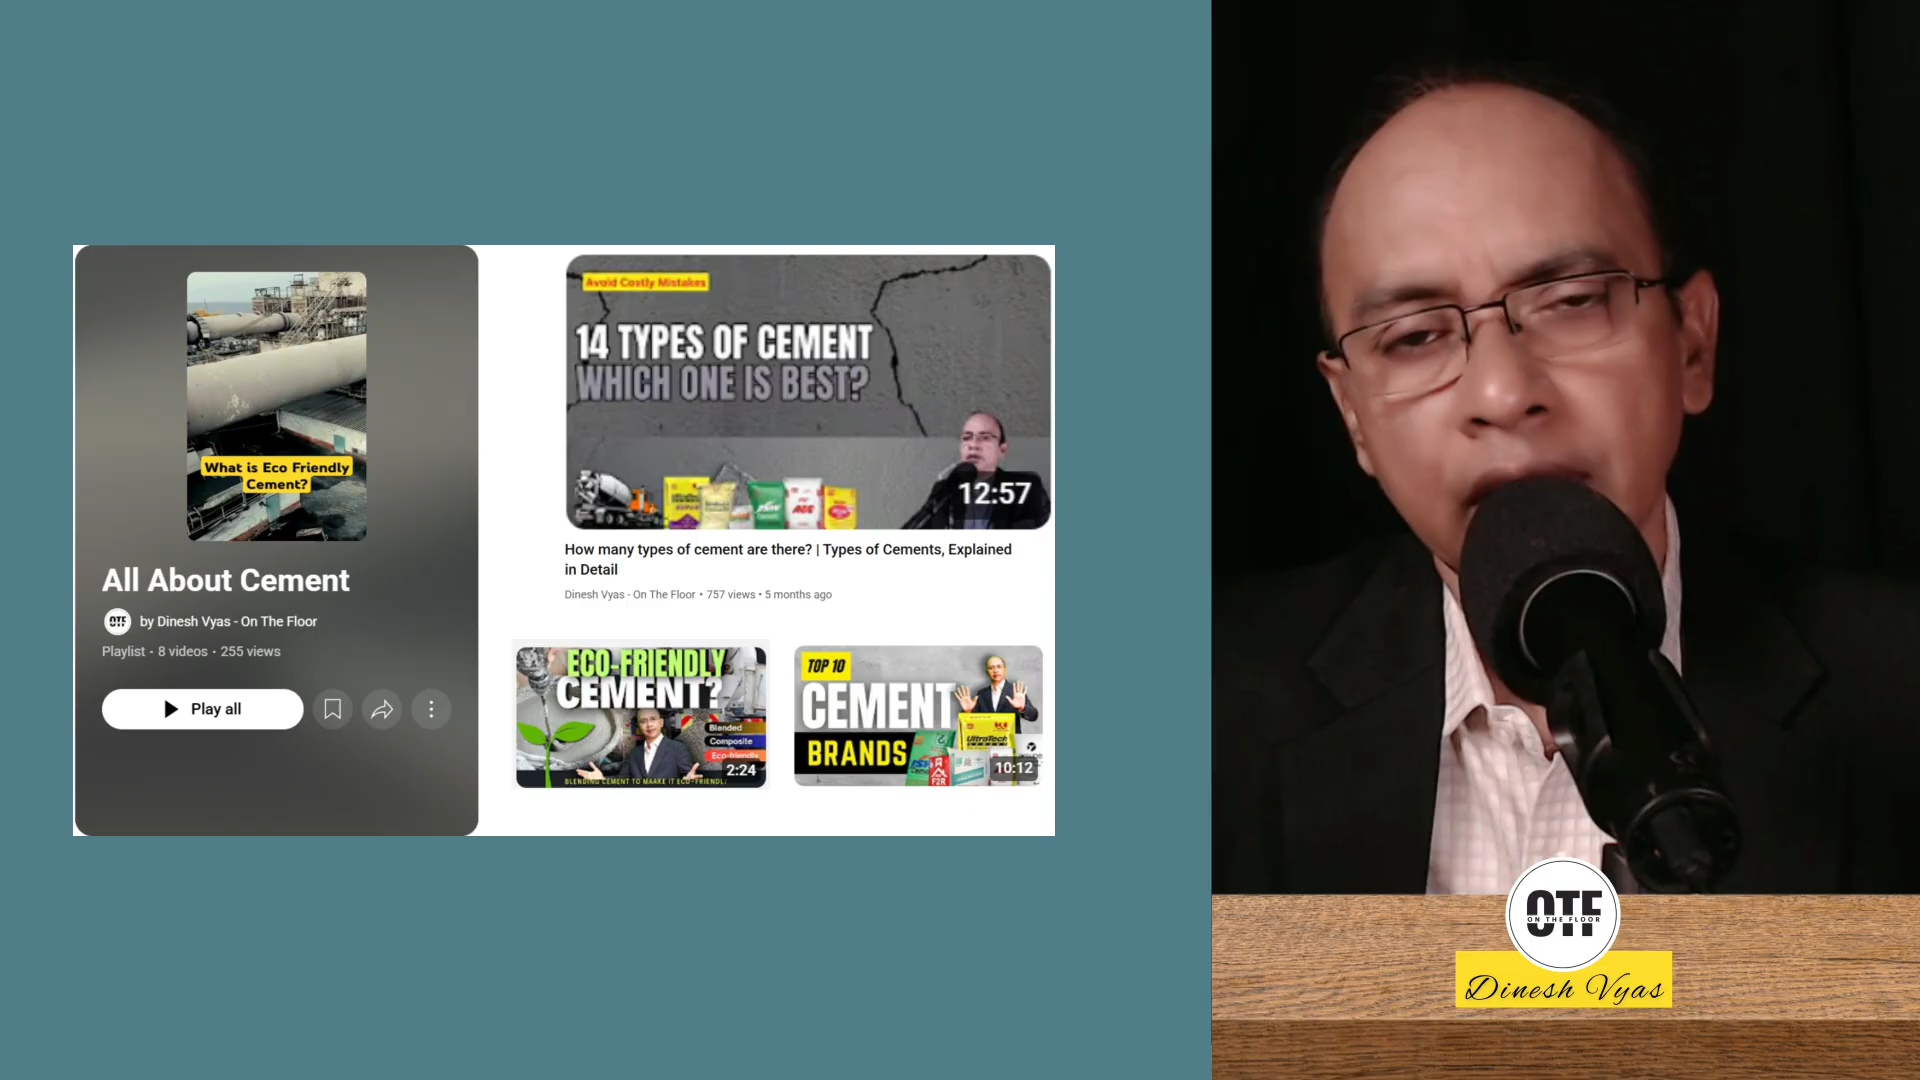 What is Eco Friendly
Cement?
All About Cement
OTF
by Dinesh Vyas - On The Floor
Playlist • 8 videos • 255 views
Play all
Avoid Costly Mistakes
14 TYPES OF CEMENT
WHICH ONE IS BEST?
ACC
12:57
How many types of cement are there? | Types of Cements, Explained
in Detail
Dinesh Vyas - On The Floor • 757 views • 5 months ago
ECO-FRIENDLY
CEMENT?
Blended
Composite
Eco-friendly
2:24
TOP 10
CEMENT
BRANDS
UltraTech
10:12
OTF
ON THE FLOOR
Dinesh Vyas